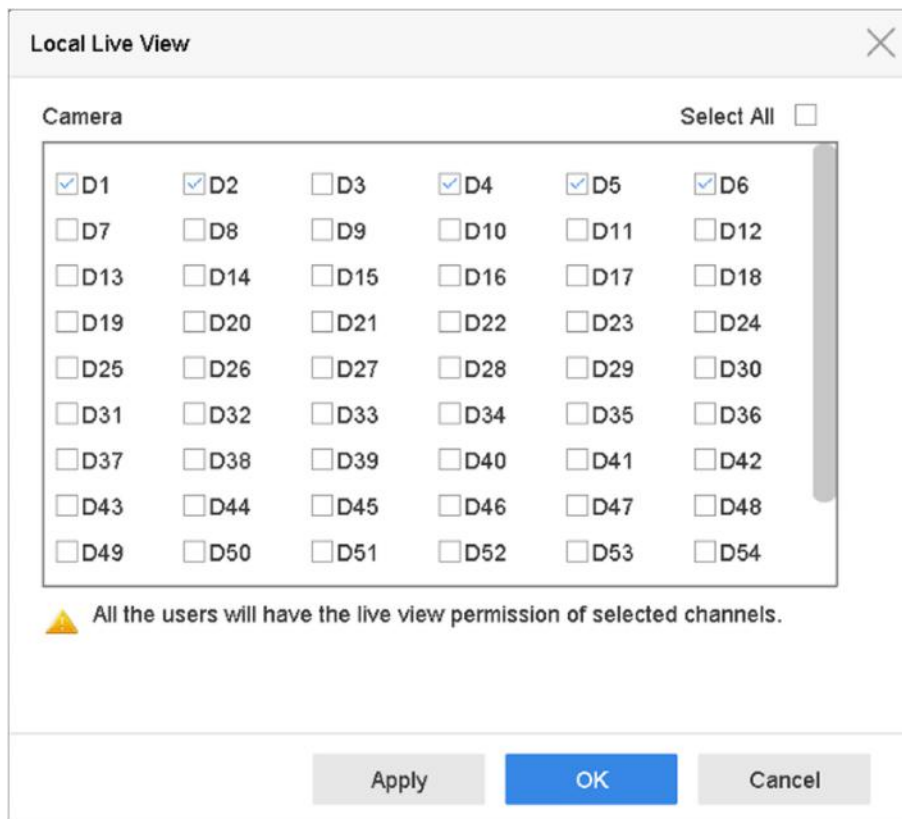 Local Live View
Camera Select All
D1 D2 D3 D4 D5 D6
D7 D8 D9 D10 D11 D12
D13 D14 D15 D16 D17 D18
D19 D20 D21 D22 D23 D24
D25 D26 D27 D28 D29 D30
D31 D32 D33 D34 D35 D36
D37 D38 D39 D40 D41 D42
D43 D44 D45 D46 D47 D48
D49 D50 D51 D52 D53 D54
All the users will have the live view permission of selected channels.
Apply OK Cancel